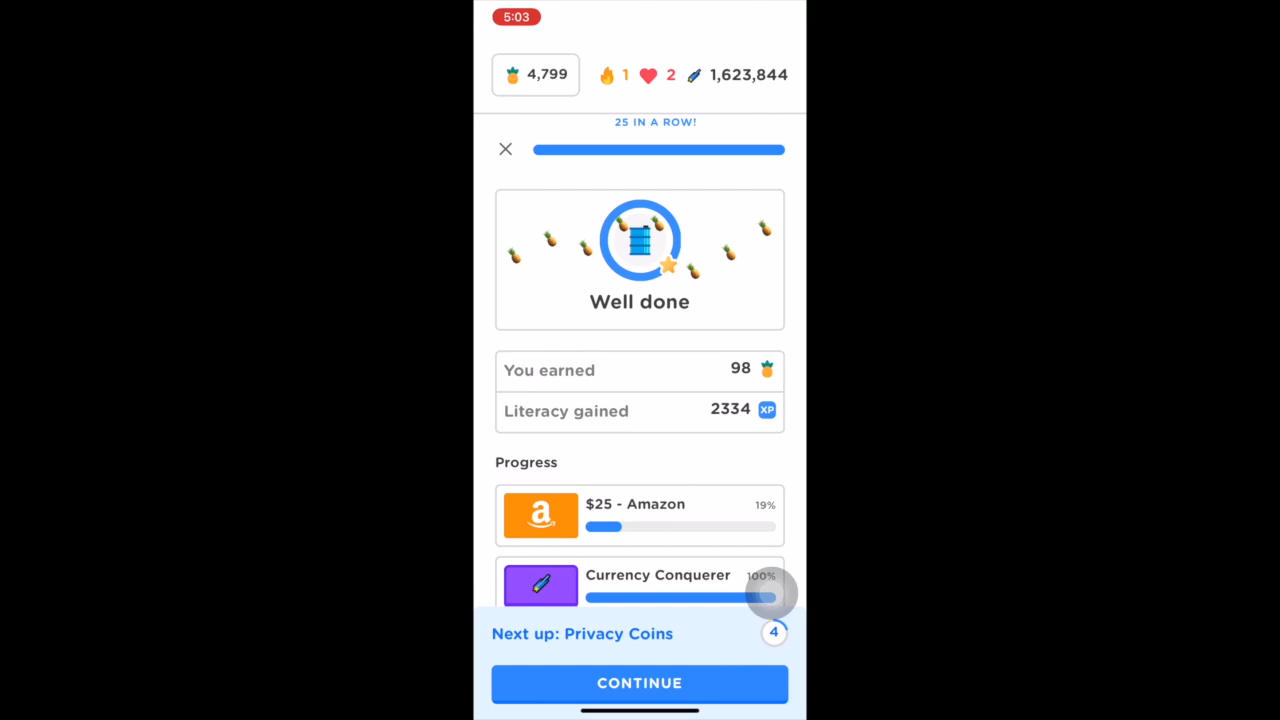 5:03
4,799 1 2 1,623,844
25 IN A ROW!
Well done
You earned 98
Literacy gained 2334 XP
Progress
a $25 - Amazon 19%
Currency Conquerer 100%
Next up: Privacy Coins 4
CONTINUE